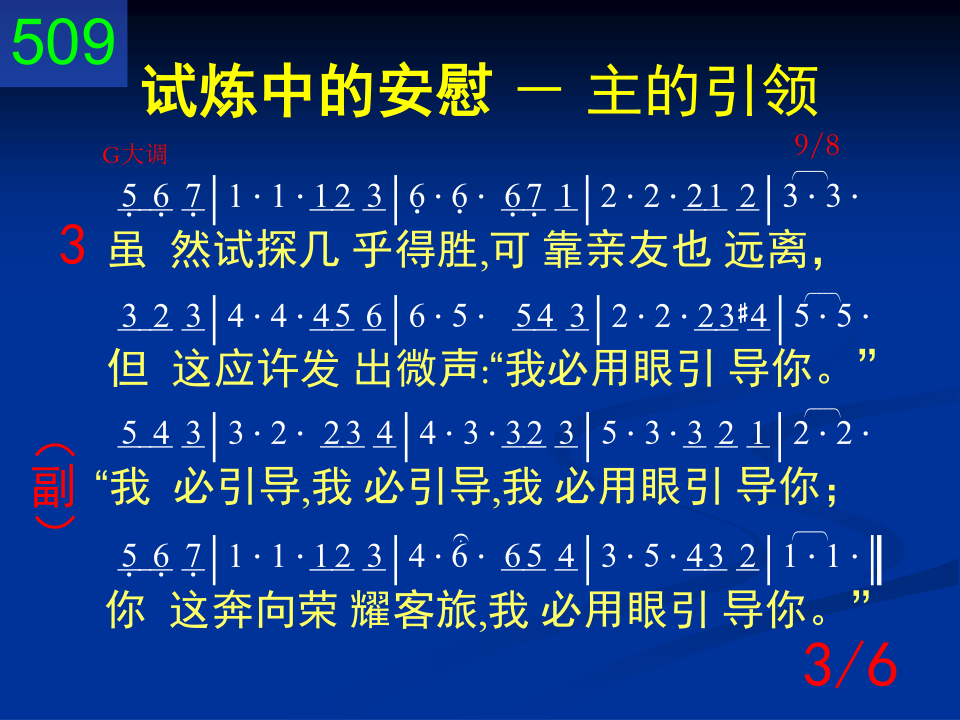 509
试炼中的安慰 － 主的引领
G大调 9/8
5̣ 6̣ 7̣ | 1 · 1 · 1 2 3 | 6̣ · 6̣ · 6̣ 7̣ 1 | 2 · 2 · 2 1 2 | 3 · 3 ·
3 虽 然试探几 乎得胜,可 靠亲友也 远离，
3 2 3 | 4 · 4 · 4 5 6 | 6 · 5 · 5 4 3 | 2 · 2 · 2 3 #4 | 5 · 5 ·
但 这应许发 出微声:“我必用眼引 导你。”
5 4 3 | 3 · 2 · 2 3 4 | 4 · 3 · 3 2 3 | 5 · 3 · 3 2 1 | 2 · 2 ·
（副） “我 必引导,我 必引导,我 必用眼引 导你；
5̣ 6̣ 7̣ | 1 · 1 · 1 2 3 | 4 · 6 · 6 5 4 | 3 · 5 · 4 3 2 | 1 · 1 · ‖
你 这奔向荣 耀客旅,我 必用眼引 导你。”
3/6